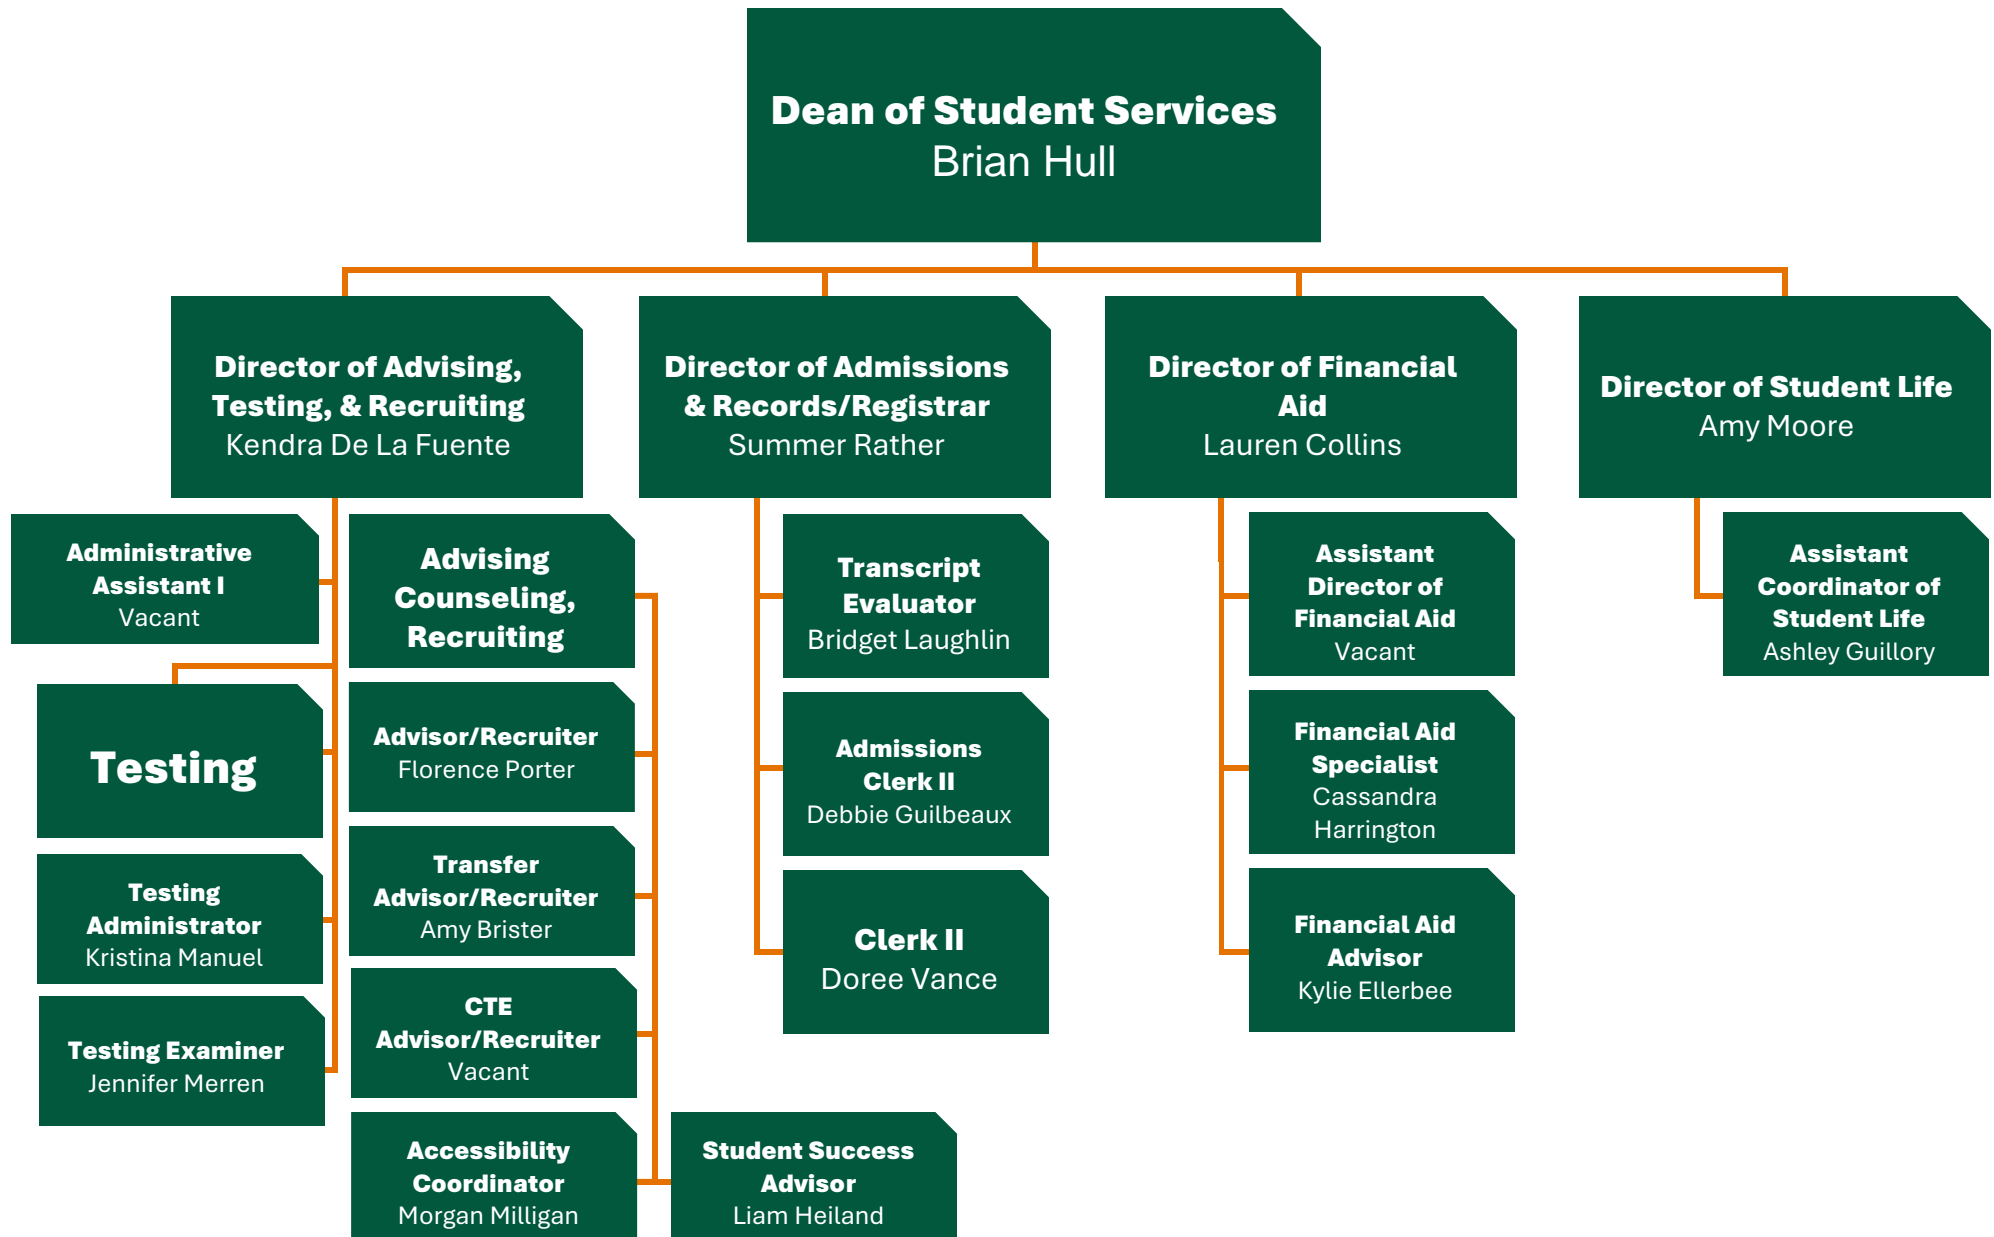 Dean of Student Services
Brian Hull
Director of Advising,
Testing, & Recruiting
Kendra De La Fuente
Director of Admissions
& Records/Registrar
Summer Rather
Director of Financial
Aid
Lauren Collins
Director of Student Life
Amy Moore
Administrative
Assistant I
Vacant
Testing
Testing
Administrator
Kristina Manuel
Testing Examiner
Jennifer Merren
Advising
Counseling,
Recruiting
Advisor/Recruiter
Florence Porter
Transfer
Advisor/Recruiter
Amy Brister
CTE
Advisor/Recruiter
Vacant
Accessibility
Coordinator
Morgan Milligan
Student Success
Advisor
Liam Heiland
Transcript
Evaluator
Bridget Laughlin
Admissions
Clerk II
Debbie Guilbeaux
Clerk II
Doree Vance
Assistant
Director of
Financial Aid
Vacant
Financial Aid
Specialist
Cassandra
Harrington
Financial Aid
Advisor
Kylie Ellerbee
Assistant
Coordinator of
Student Life
Ashley Guillory